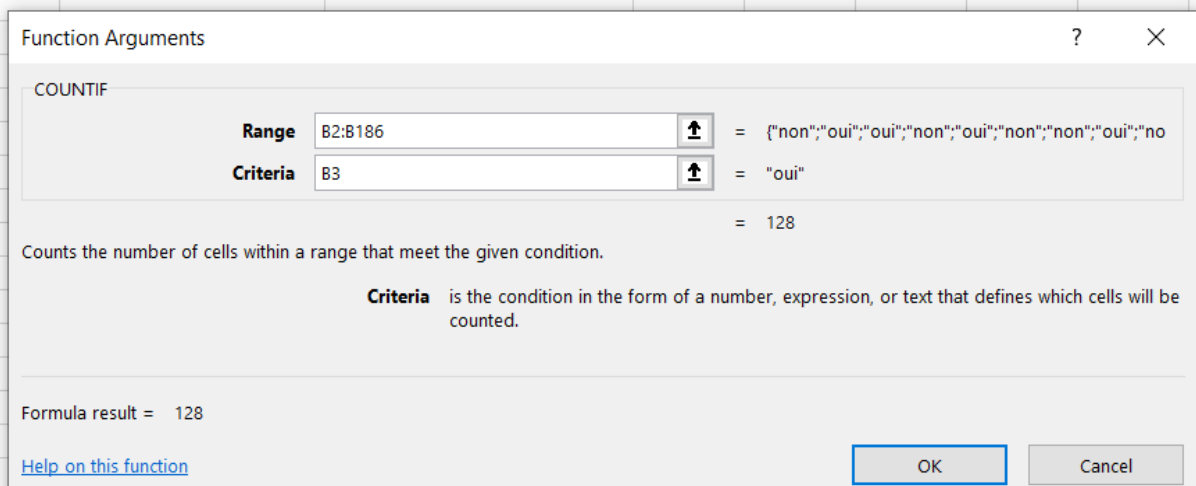 Function Arguments ? ×
COUNTIF
Range B2:B186 = {"non";"oui";"oui";"non";"oui";"non";"non";"oui";"no
Criteria B3 = "oui"
= 128
Counts the number of cells within a range that meet the given condition.
Criteria is the condition in the form of a number, expression, or text that defines which cells will be
counted.
Formula result = 128
Help on this function OK Cancel